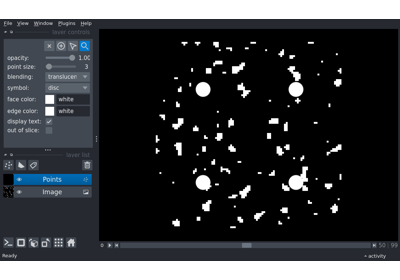 File View Window Plugins Help
layer controls
opacity: 1.00
point size: 3
blending: translucen
symbol: disc
face color: white
edge color: white
display text:
out of slice:
layer list
Points
Image
50 99
Ready activity